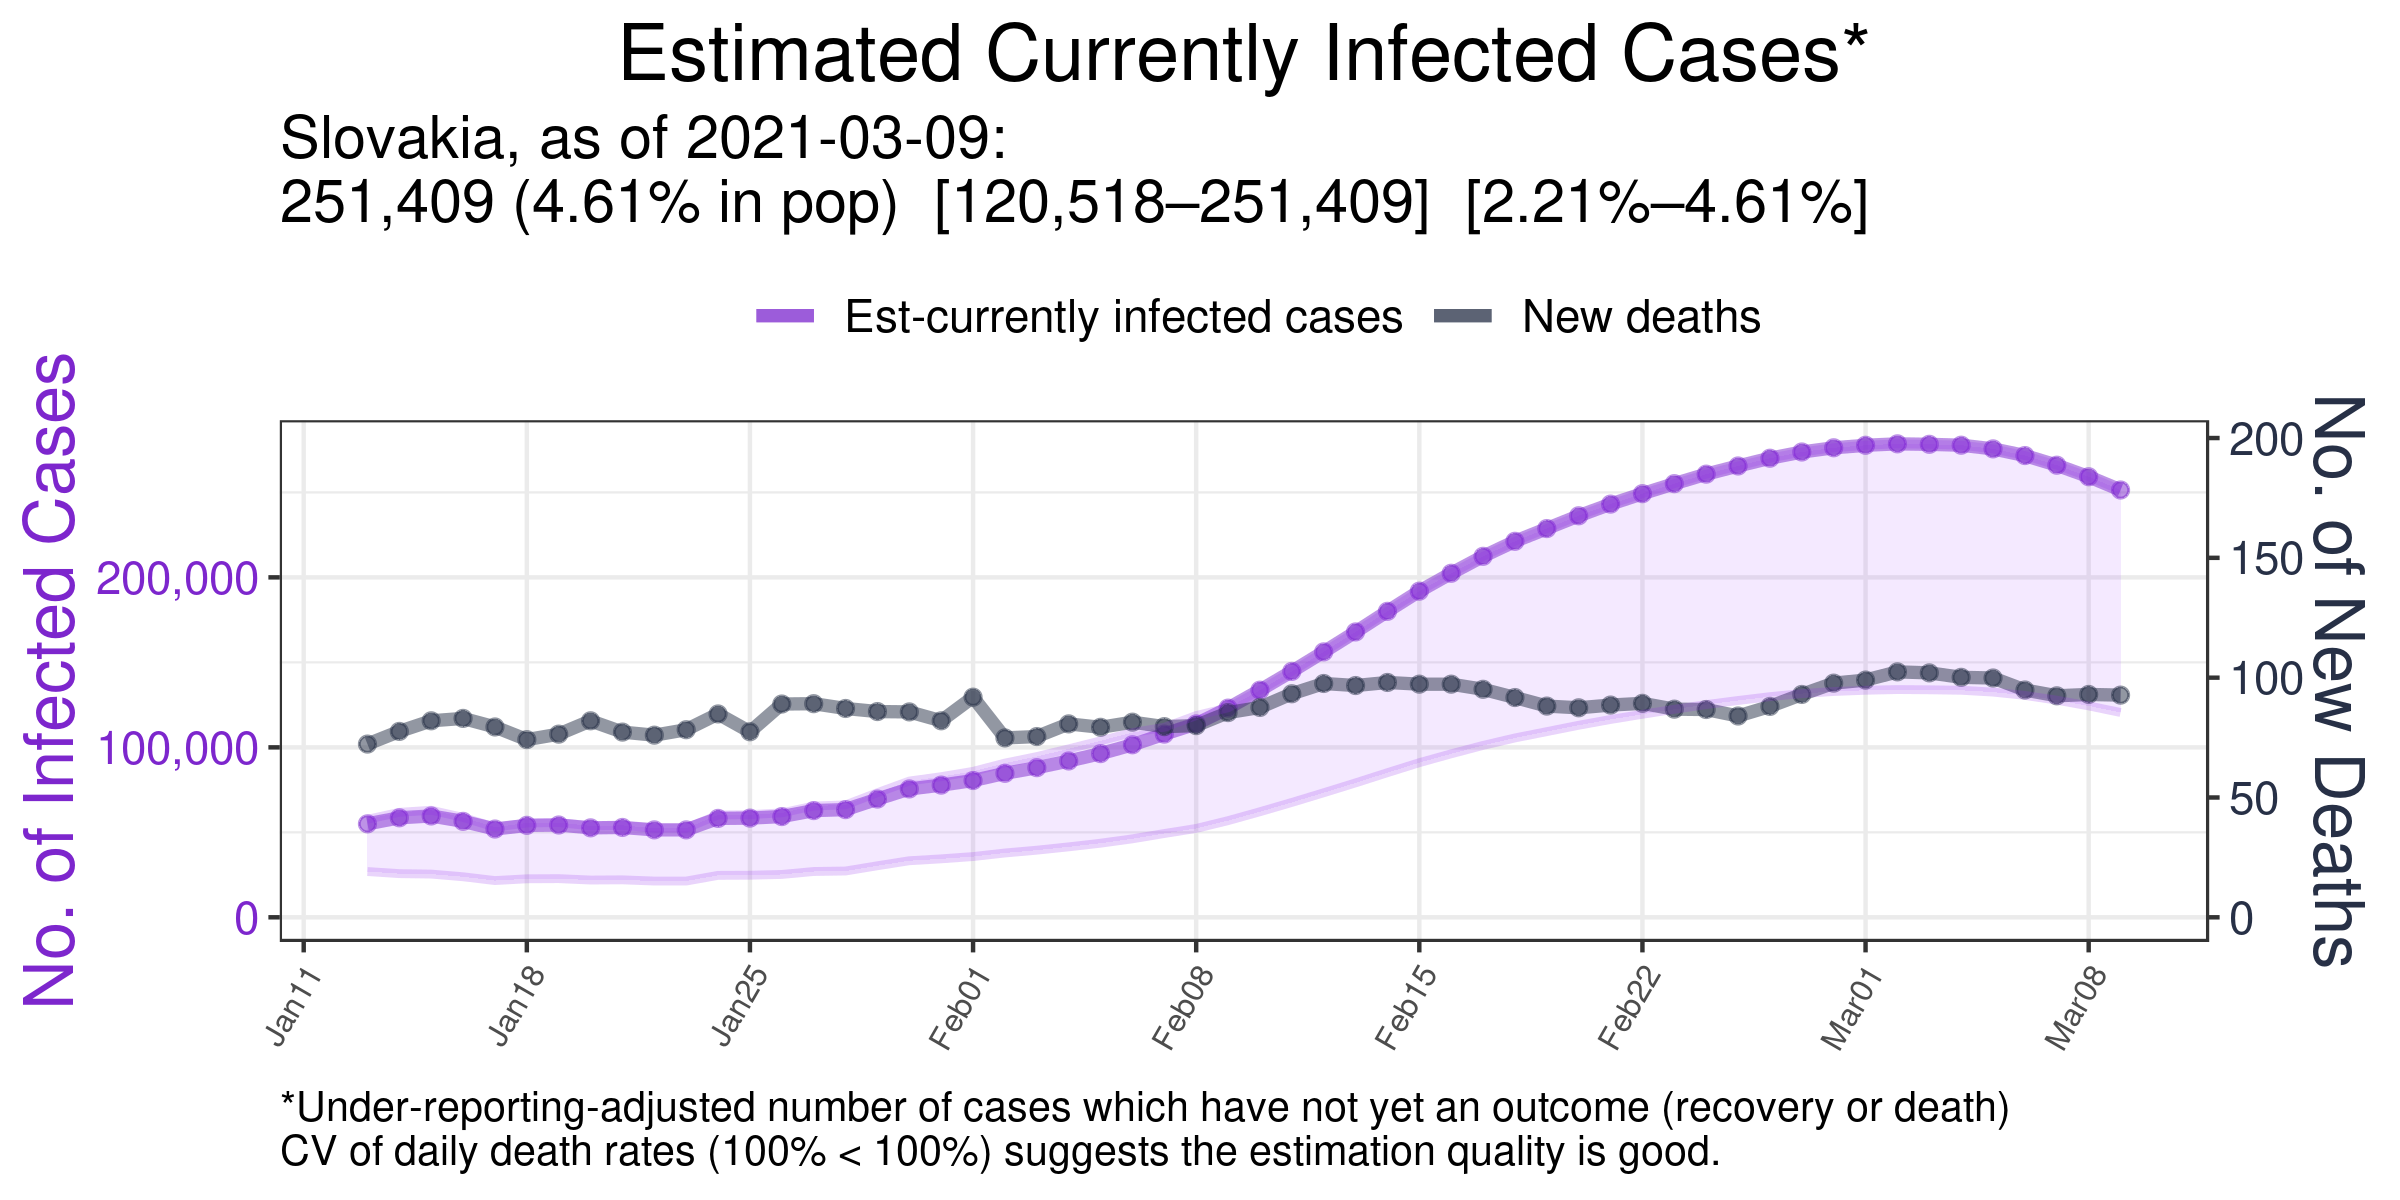 Estimated Currently Infected Cases*
Slovakia, as of 2021-03-09:
251,409 (4.61% in pop)  [120,518–251,409]  [2.21%–4.61%]
Est-currently infected cases
New deaths
No. of Infected Cases
200,000
100,000
0
200
150
100
50
0
No. of New Deaths
Jan11
Jan18
Jan25
Feb01
Feb08
Feb15
Feb22
Mar01
Mar08
*Under-reporting-adjusted number of cases which have not yet an outcome (recovery or death)
CV of daily death rates (100% < 100%) suggests the estimation quality is good.